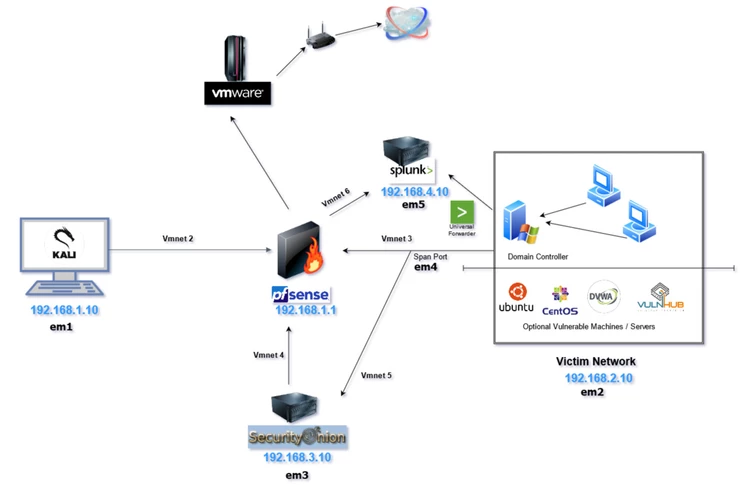 vmware
Vmnet 6
splunk>
192.168.4.10
em5
Universal
Forwarder
Domain Controller
KALI
Vmnet 2
Vmnet 3
Span Port
em4
192.168.1.10
em1
pfsense
192.168.1.1
ubuntu
CentOS
DVWA
VULNHUB
Optional Vulnerable Machines / Servers
Vmnet 4
Vmnet 5
Victim Network
192.168.2.10
em2
Security Onion
192.168.3.10
em3